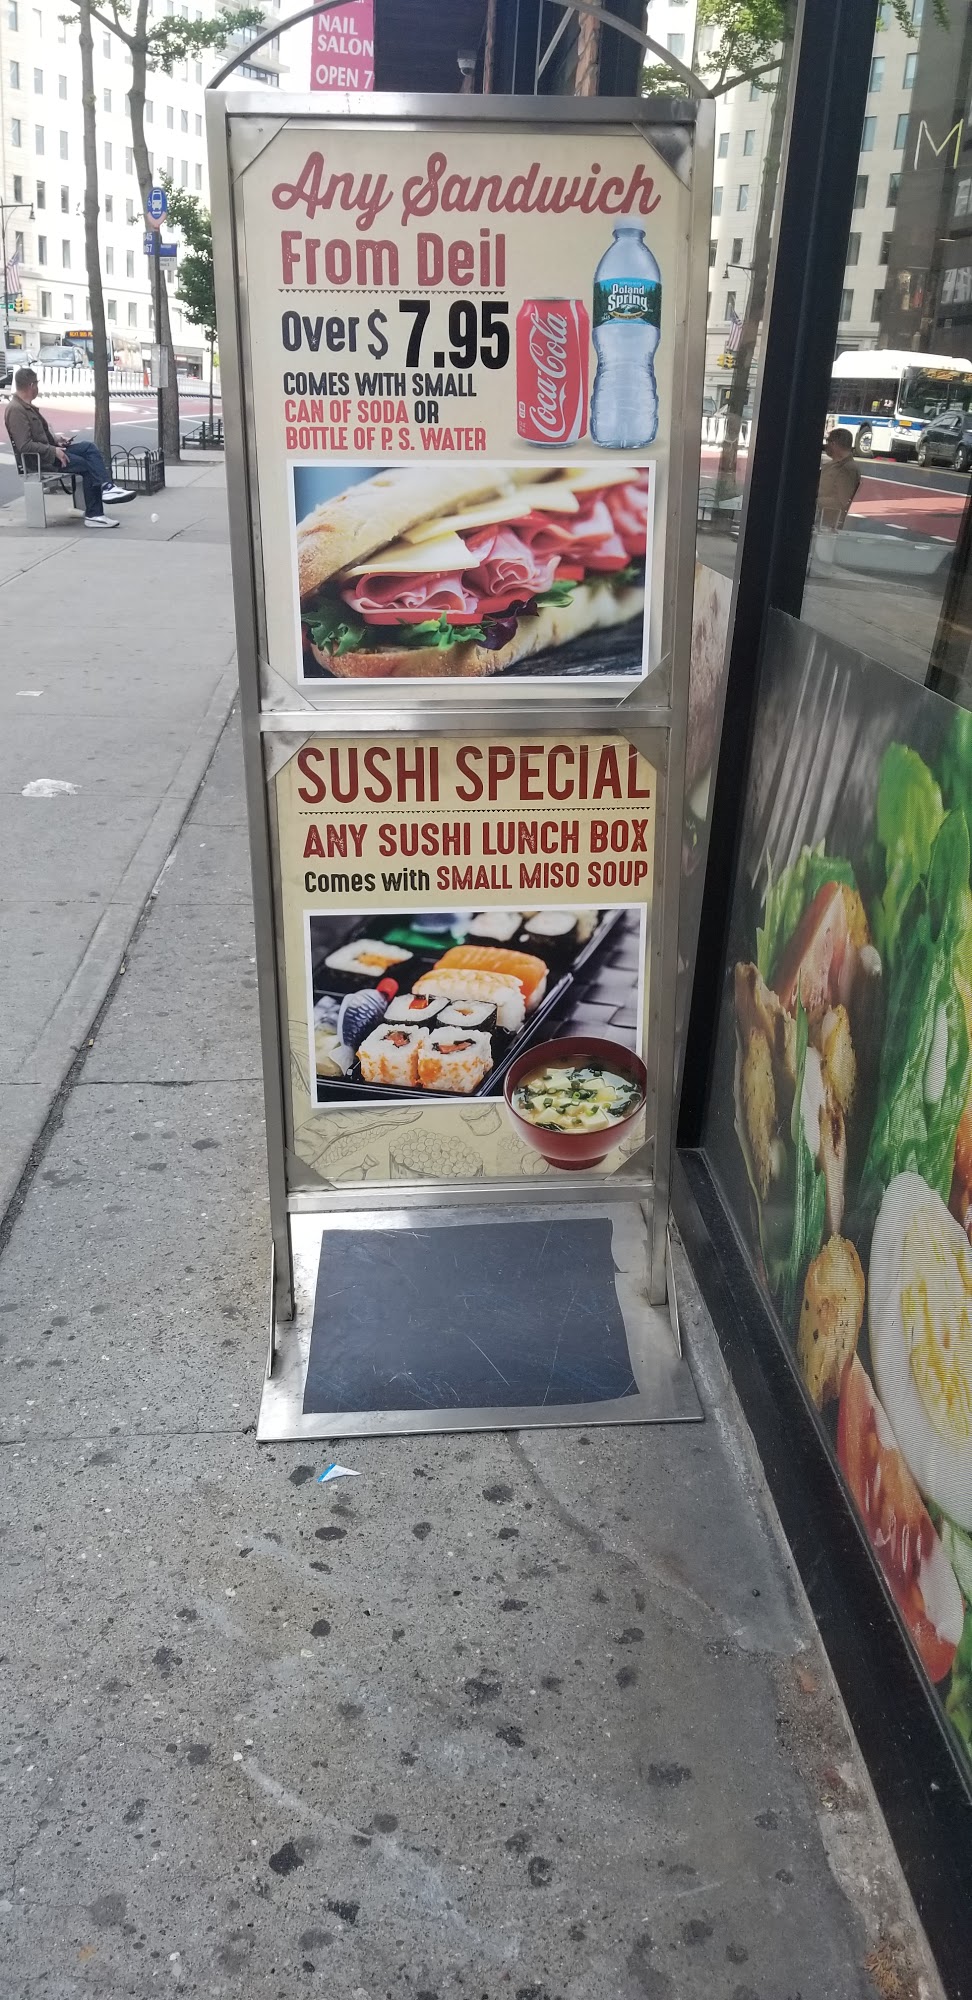 NAIL
SALON
OPEN 7
M
Any Sandwich
From Deil
Over $ 7.95
COMES WITH SMALL
CAN OF SODA OR
BOTTLE OF P. S. WATER
Coca-Cola
Poland
Spring
SUSHI SPECIAL
ANY SUSHI LUNCH BOX
Comes with SMALL MISO SOUP